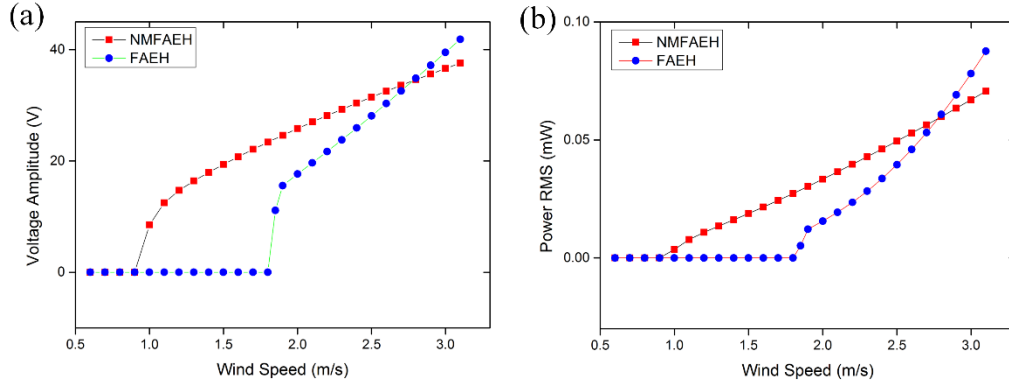 (a)
NMFAEH
FAEH
Voltage Amplitude (V)
40
20
0
0.5 1.0 1.5 2.0 2.5 3.0
Wind Speed (m/s)
(b)
NMFAEH
FAEH
Power RMS (mW)
0.10
0.05
0.00
0.5 1.0 1.5 2.0 2.5 3.0
Wind Speed (m/s)